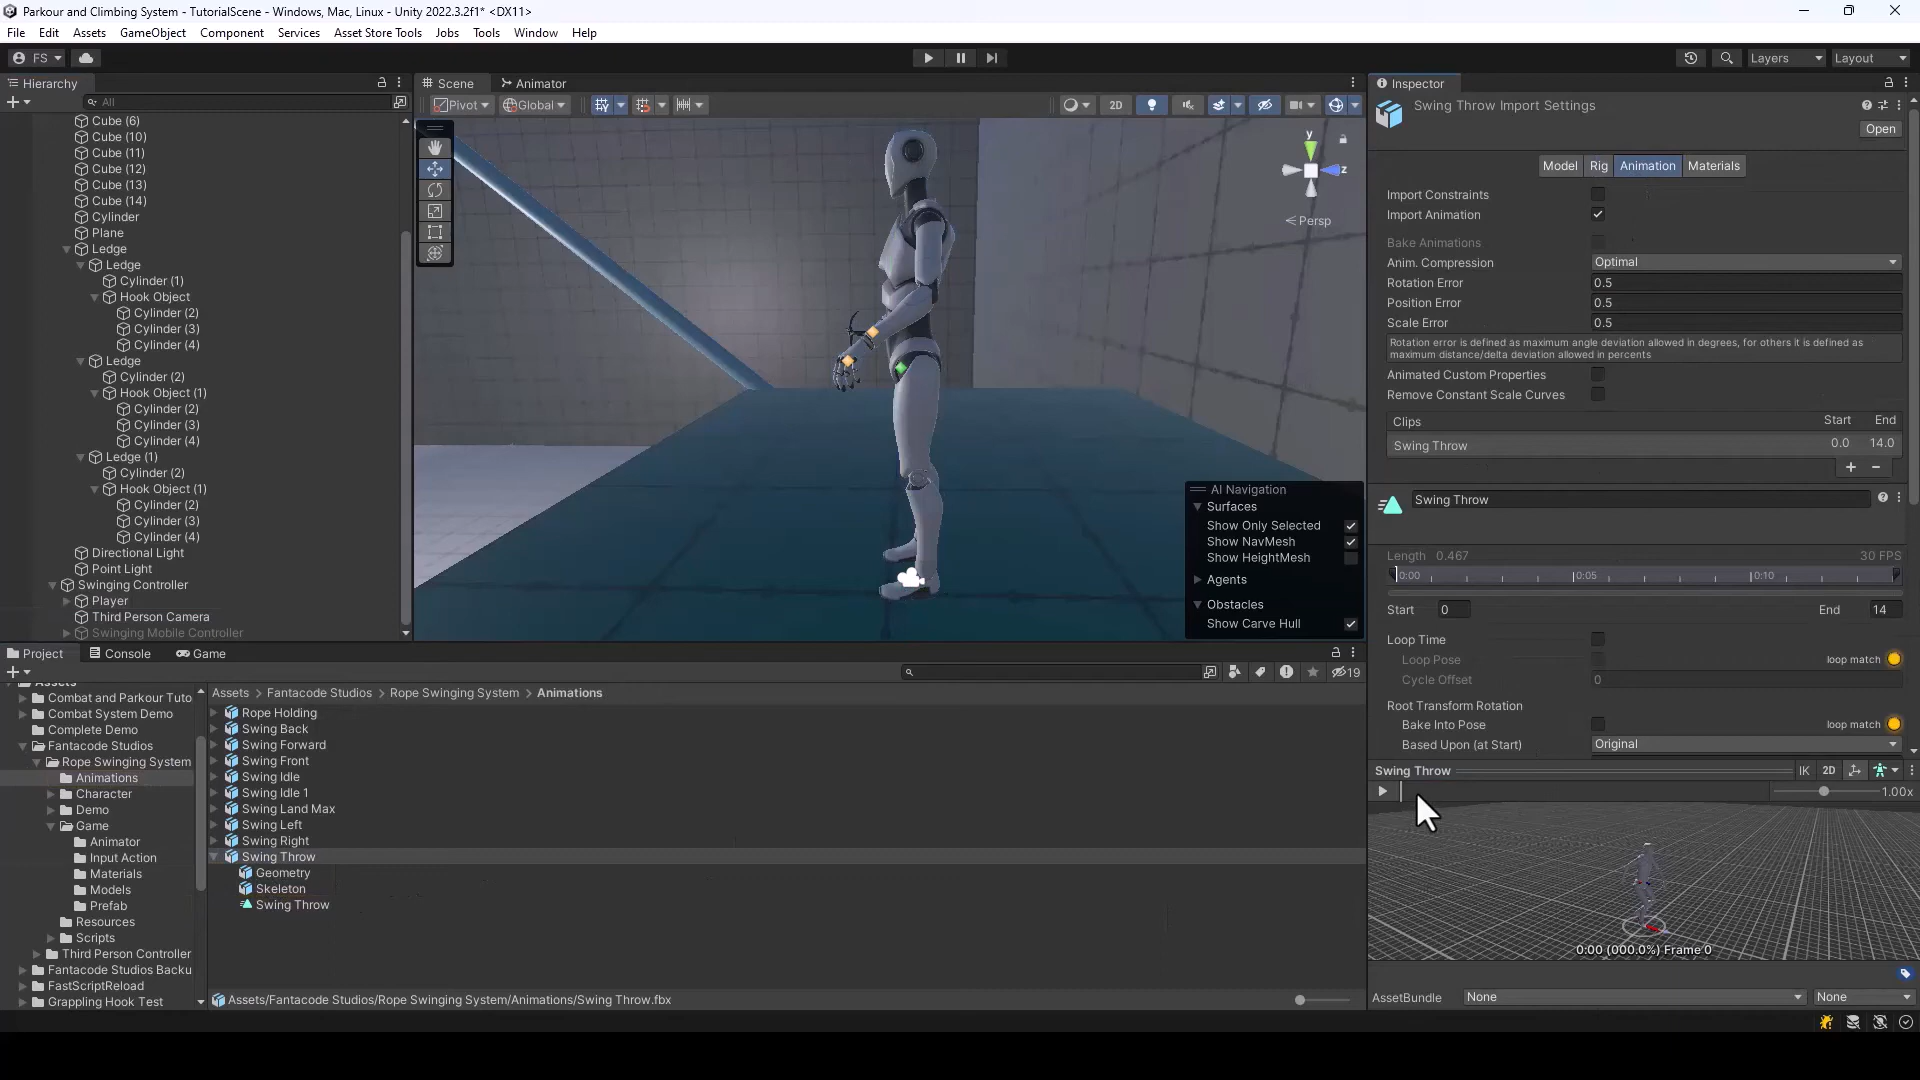 Parkour and Climbing System - TutorialScene - Windows, Mac, Linux - Unity 2022.3.2f1* <DX11>
File Edit Assets GameObject Component Services Asset Store Tools Jobs Tools Window Help
FS
Layers Layout
Hierarchy
All
Cube (6)
Cube (10)
Cube (11)
Cube (12)
Cube (13)
Cube (14)
Cylinder
Plane
Ledge
Ledge
Cylinder (1)
Hook Object
Cylinder (2)
Cylinder (3)
Cylinder (4)
Ledge
Cylinder (2)
Hook Object (1)
Cylinder (2)
Cylinder (3)
Cylinder (4)
Ledge (1)
Cylinder (2)
Hook Object (1)
Cylinder (2)
Cylinder (3)
Cylinder (4)
Directional Light
Point Light
Swinging Controller
Player
Third Person Camera
Swinging Mobile Controller
Scene Animator
Pivot Global 2D
y
z
Persp
AI Navigation
Surfaces
Show Only Selected
Show NavMesh
Show HeightMesh
Agents
Obstacles
Show Carve Hull
Inspector
Swing Throw Import Settings
Open
Model Rig Animation Materials
Import Constraints
Import Animation
Bake Animations
Anim. Compression Optimal
Rotation Error 0.5
Position Error 0.5
Scale Error 0.5
Rotation error is defined as maximum angle deviation allowed in degrees, for others it is defined as
maximum distance/delta deviation allowed in percents
Animated Custom Properties
Remove Constant Scale Curves
Clips Start End
Swing Throw 0.0 14.0
Swing Throw
Length 0.467 30 FPS
0:00 0:05 0:10
Start 0 End 14
Loop Time
Loop Pose loop match
Cycle Offset 0
Root Transform Rotation
Bake Into Pose loop match
Based Upon (at Start) Original
Swing Throw IK 2D
1.00x
0:00 (000.0%) Frame 0
AssetBundle None None
Project Console Game
19
Assets
Combat and Parkour Tuto
Combat System Demo
Complete Demo
Fantacode Studios
Rope Swinging System
Animations
Character
Demo
Game
Animator
Input Action
Materials
Models
Prefab
Resources
Scripts
Third Person Controller
Fantacode Studios Backu
FastScriptReload
Grappling Hook Test
Assets > Fantacode Studios > Rope Swinging System > Animations
Rope Holding
Swing Back
Swing Forward
Swing Front
Swing Idle
Swing Idle 1
Swing Land Max
Swing Left
Swing Right
Swing Throw
Geometry
Skeleton
Swing Throw
Assets/Fantacode Studios/Rope Swinging System/Animations/Swing Throw.fbx